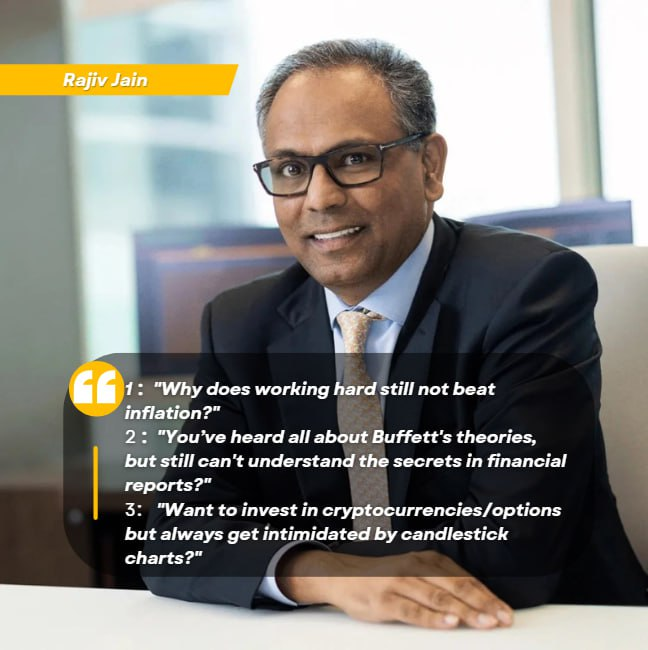 Rajiv Jain
1： "Why does working hard still not beat
inflation?"
2： "You’ve heard all about Buffett's theories,
but still can't understand the secrets in financial
reports?"
3:  "Want to invest in cryptocurrencies/options
but always get intimidated by candlestick
charts?"